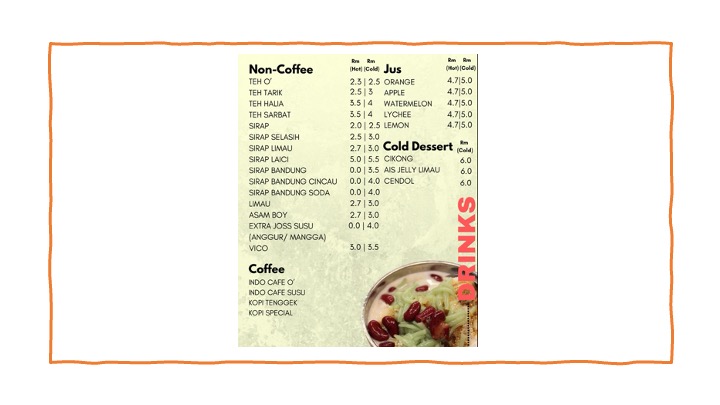 Non-Coffee
Rm Rm
(Hot) (Cold)
TEH O' 2.3 | 2.5
TEH TARIK 2.5 | 3
TEH HALIA 3.5 | 4
TEH SARBAT 3.5 | 4
SIRAP 2.0 | 2.5
SIRAP SELASIH 2.5 | 3.0
SIRAP LIMAU 2.7 | 3.0
SIRAP LAICI 5.0 | 5.5
SIRAP BANDUNG 0.0 | 3.5
SIRAP BANDUNG CINCAU 0.0 | 4.0
SIRAP BANDUNG SODA 0.0 | 4.0
LIMAU 2.7 | 3.0
ASAM BOY 2.7 | 3.0
EXTRA JOSS SUSU 0.0 | 4.0
(ANGGUR/ MANGGA)
VICO 3.0 | 3.5
Coffee
INDO CAFE O'
INDO CAFE SUSU
KOPI TENGGEK
KOPI SPECIAL
Jus
Rm Rm
(Hot) (Cold)
ORANGE 4.7|5.0
APPLE 4.7|5.0
WATERMELON 4.7|5.0
LYCHEE 4.7|5.0
LEMON 4.7|5.0
Cold Dessert
Rm
(Cold)
CIKONG 6.0
AIS JELLY LIMAU 6.0
CENDOL 6.0
DRINKS